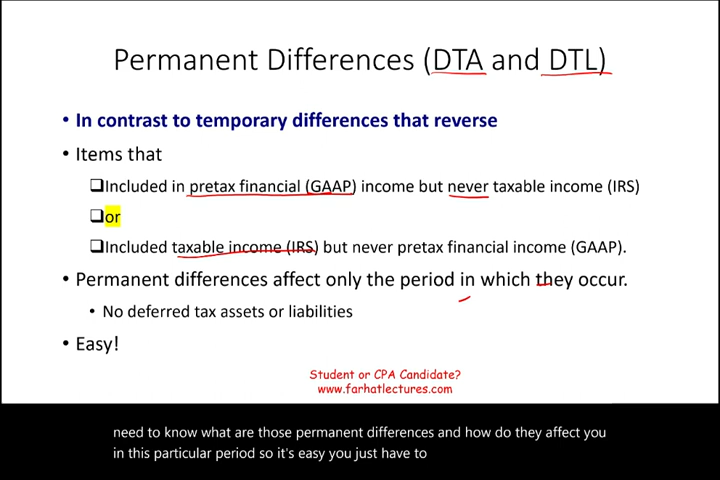 Permanent Differences (DTA and DTL)
• In contrast to temporary differences that reverse
• Items that
❑Included in pretax financial (GAAP) income but never taxable income (IRS)
❑or
❑Included taxable income (IRS) but never pretax financial income (GAAP).
• Permanent differences affect only the period in which they occur.
• No deferred tax assets or liabilities
• Easy!
Student or CPA Candidate?
www.farhatlectures.com
need to know what are those permanent differences and how do they affect you
in this particular period so it's easy you just have to